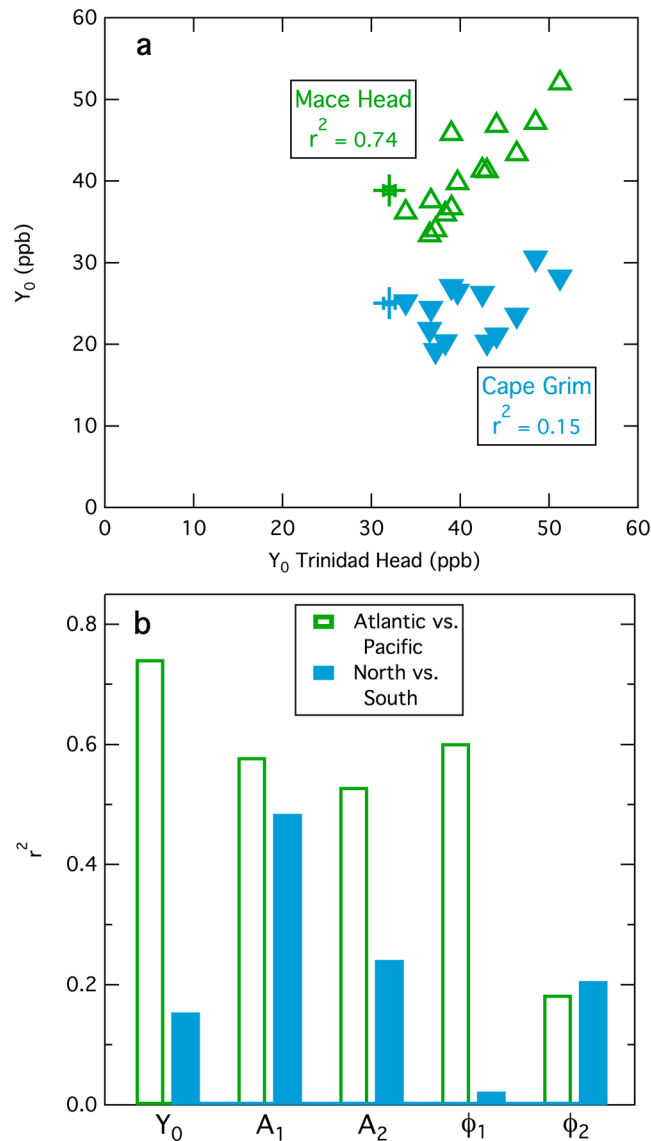 a
60
50
40
30
20
10
0
Y₀ (ppb)
Mace Head
r² = 0.74
Cape Grim
r² = 0.15
0 10 20 30 40 50 60
Y₀ Trinidad Head (ppb)
b
0.8
0.6
0.4
0.2
0.0
r²
Atlantic vs.
Pacific
North vs.
South
Y₀ A₁ A₂ ϕ₁ ϕ₂